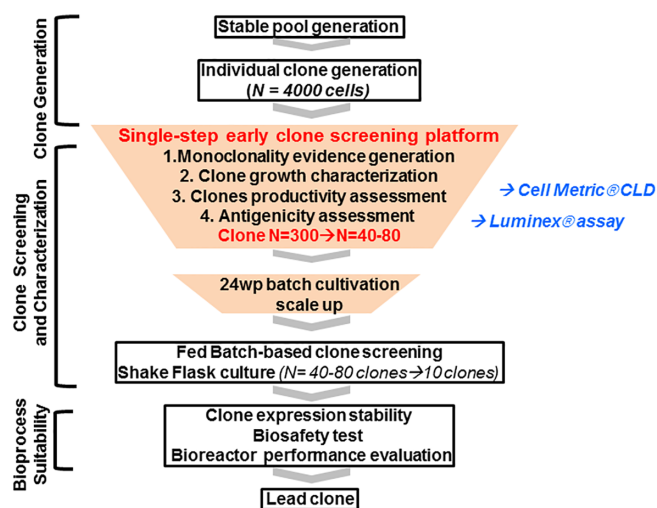 Stable pool generation
Individual clone generation
(N = 4000 cells)
Clone Generation
Single-step early clone screening platform
1.Monoclonality evidence generation
2. Clone growth characterization
3. Clones productivity assessment
4. Antigenicity assessment
Clone N=300→N=40-80
→ Cell Metric®CLD
→ Luminex®assay
24wp batch cultivation
scale up
Clone Screening
and Characterization
Fed Batch-based clone screening
Shake Flask culture (N= 40-80 clones→10 clones)
Clone expression stability
Biosafety test
Bioreactor performance evaluation
Bioprocess
Suitability
Lead clone